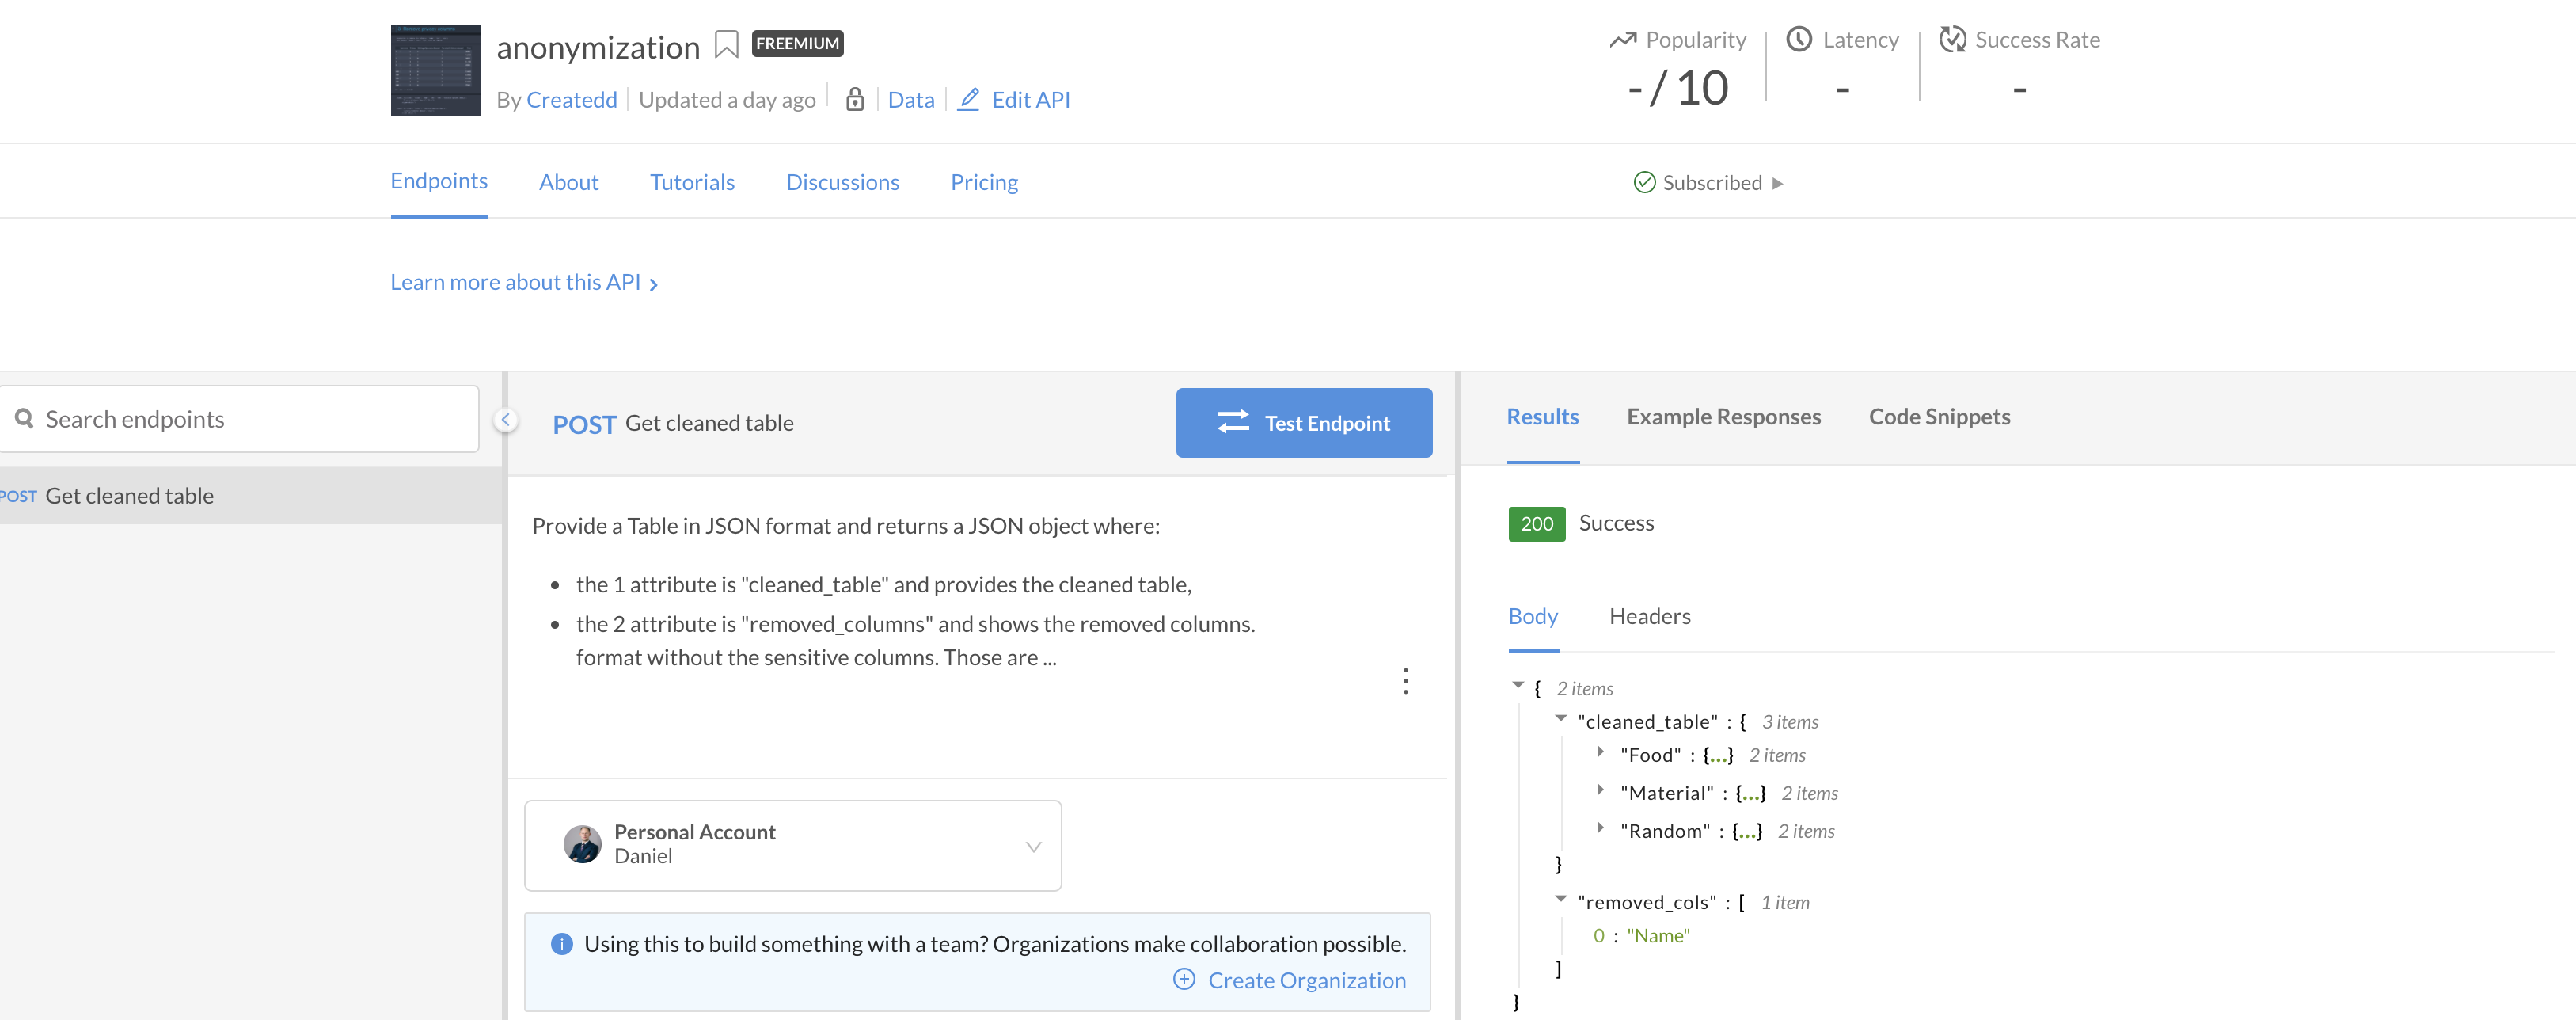 anonymization FREEMIUM
By Createdd Updated a day ago Data Edit API
Popularity
- / 10
Latency
-
Success Rate
-
Endpoints About Tutorials Discussions Pricing
Subscribed
Learn more about this API
Search endpoints
POST Get cleaned table
POST Get cleaned table
Test Endpoint
Provide a Table in JSON format and returns a JSON object where:
• the 1 attribute is "cleaned_table" and provides the cleaned table,
• the 2 attribute is "removed_columns" and shows the removed columns.
format without the sensitive columns. Those are ...
Personal Account
Daniel
Using this to build something with a team? Organizations make collaboration possible.
Create Organization
Results Example Responses Code Snippets
200 Success
Body Headers
{ 2 items
"cleaned_table" : { 3 items
"Food" : {...} 2 items
"Material" : {...} 2 items
"Random" : {...} 2 items
}
"removed_cols" : [ 1 item
0 : "Name"
]
}